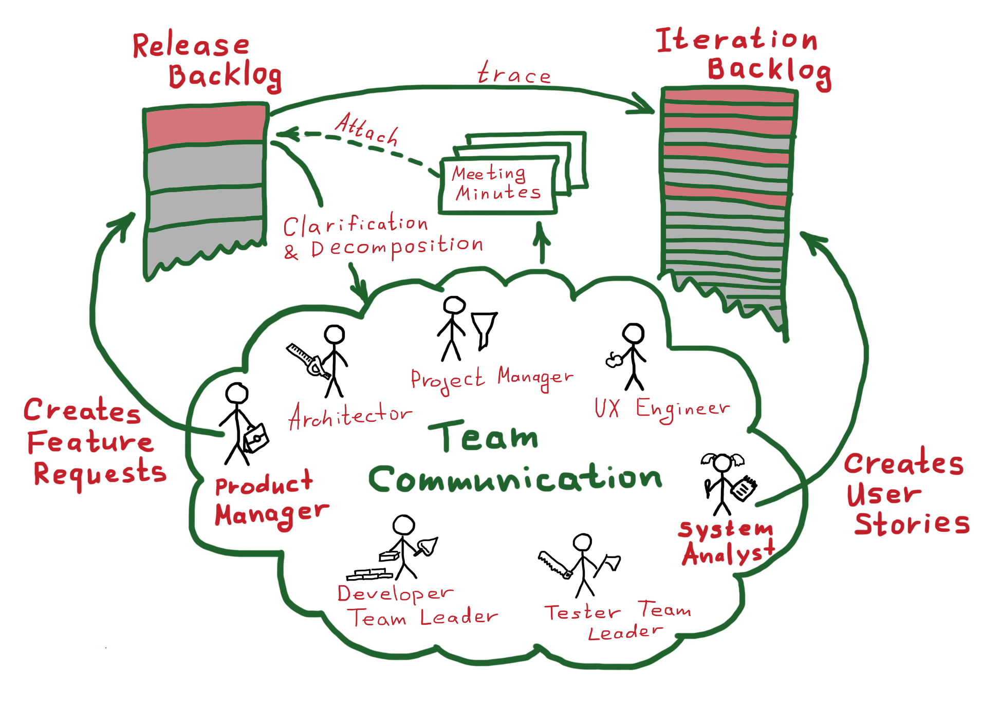 Release
Backlog
Iteration
Backlog
trace
Attach
Meeting
Minutes
Clarification
& Decomposition
Project Manager
Architector
UX Engineer
Creates
Feature
Requests
Team
Communication
Product
Manager
Creates
User
Stories
System
Analyst
Developer
Team Leader
Tester Team
Leader